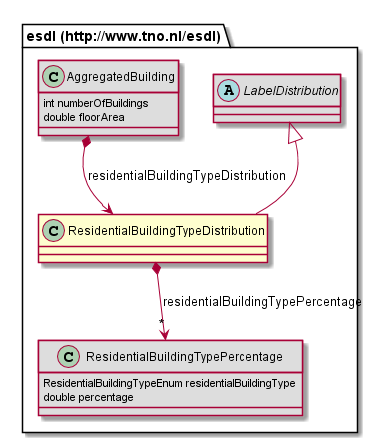 esdl (http://www.tno.nl/esdl)
C AggregatedBuilding
int numberOfBuildings
double floorArea
A LabelDistribution
residentialBuildingTypeDistribution
C ResidentialBuildingTypeDistribution
residentialBuildingTypePercentage
*
C ResidentialBuildingTypePercentage
ResidentialBuildingTypeEnum residentialBuildingType
double percentage